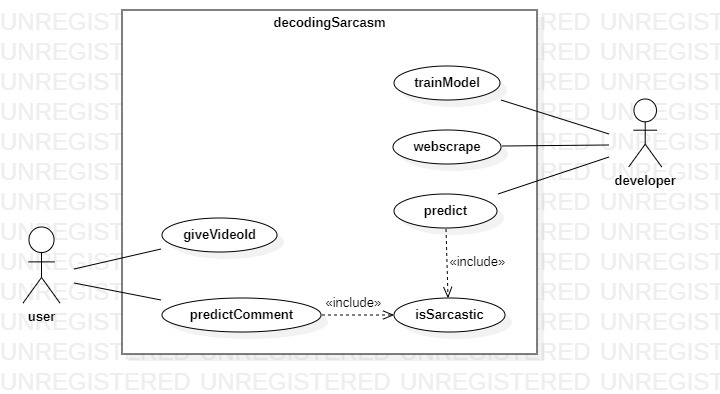 decodingSarcasm
trainModel
webscrape
developer
predict
giveVideoId
«include»
user
predictComment
«include»
isSarcastic
UNREGISTERED UNREGISTERED UNREGISTERED UNREGISTERED